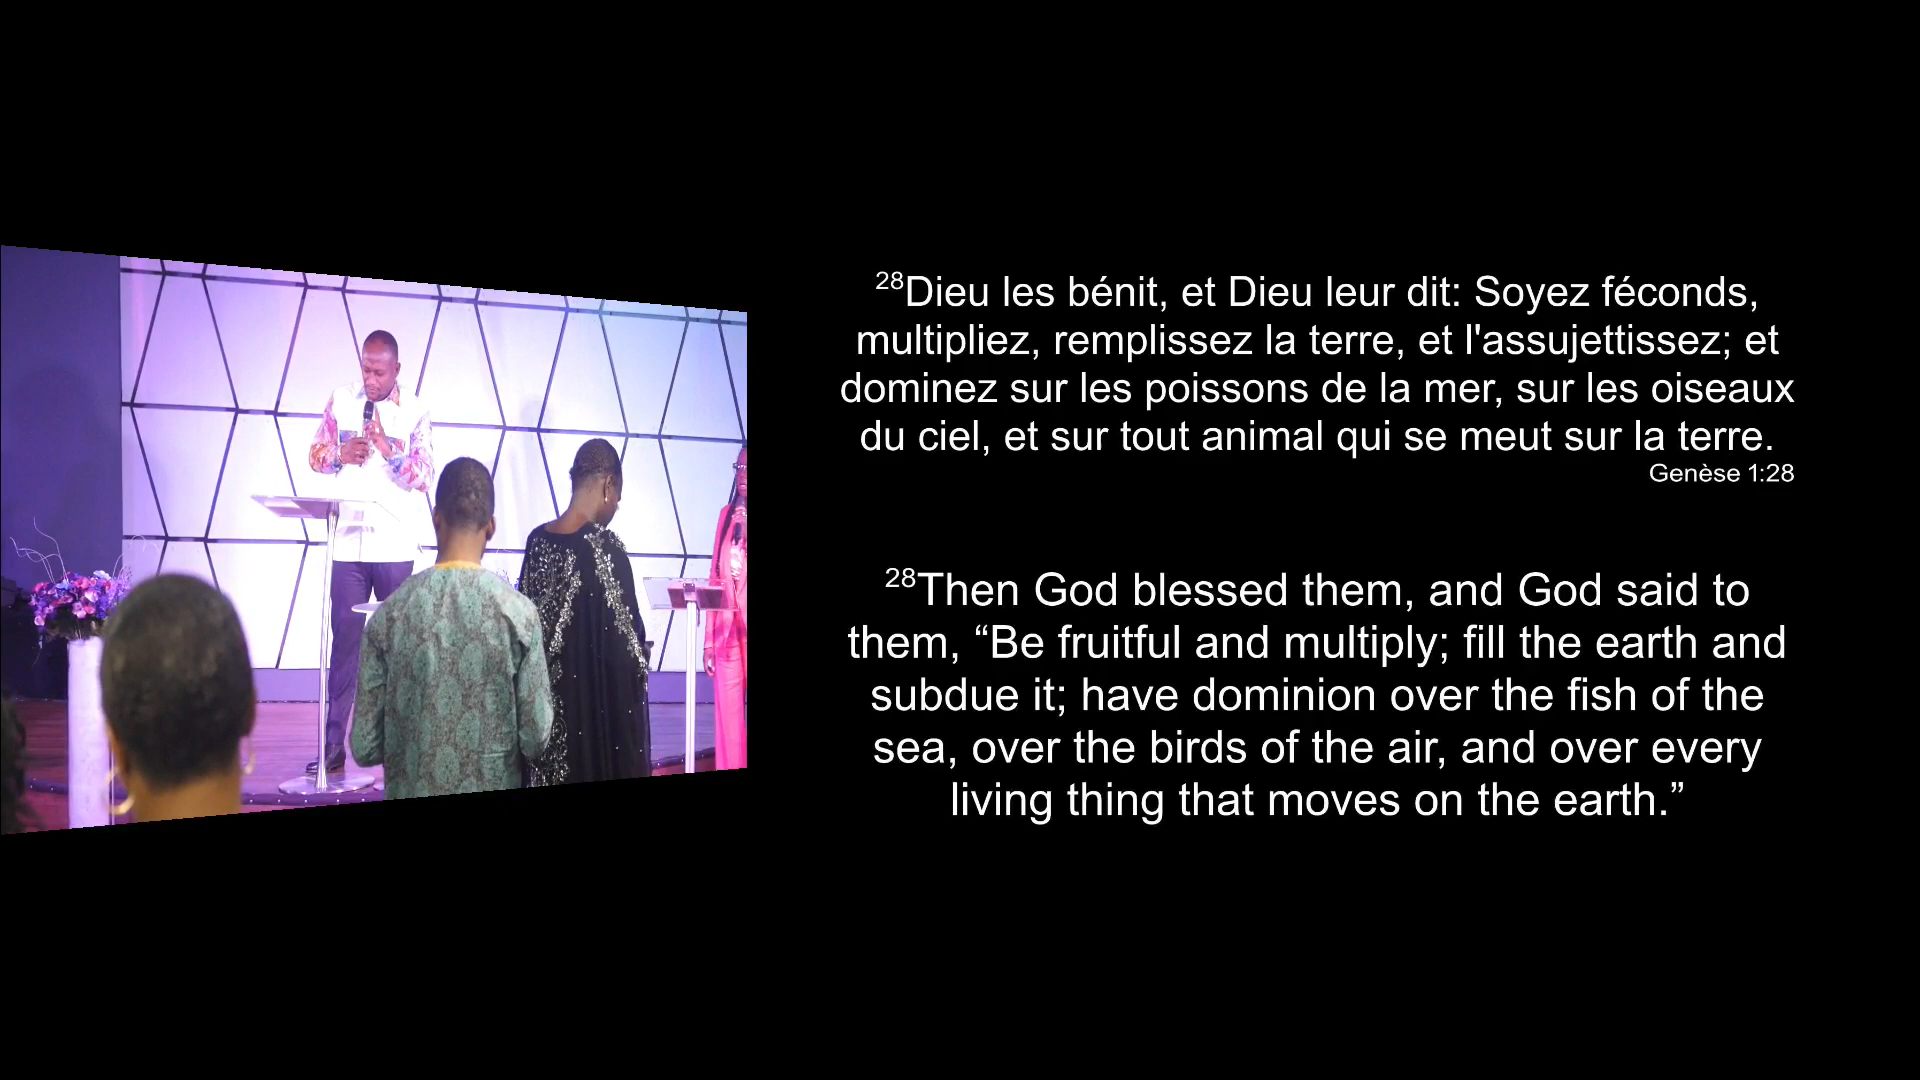 28Dieu les bénit, et Dieu leur dit: Soyez féconds,
multipliez, remplissez la terre, et l'assujettissez; et
dominez sur les poissons de la mer, sur les oiseaux
du ciel, et sur tout animal qui se meut sur la terre.
Genèse 1:28
28Then God blessed them, and God said to
them, “Be fruitful and multiply; fill the earth and
subdue it; have dominion over the fish of the
sea, over the birds of the air, and over every
living thing that moves on the earth.”